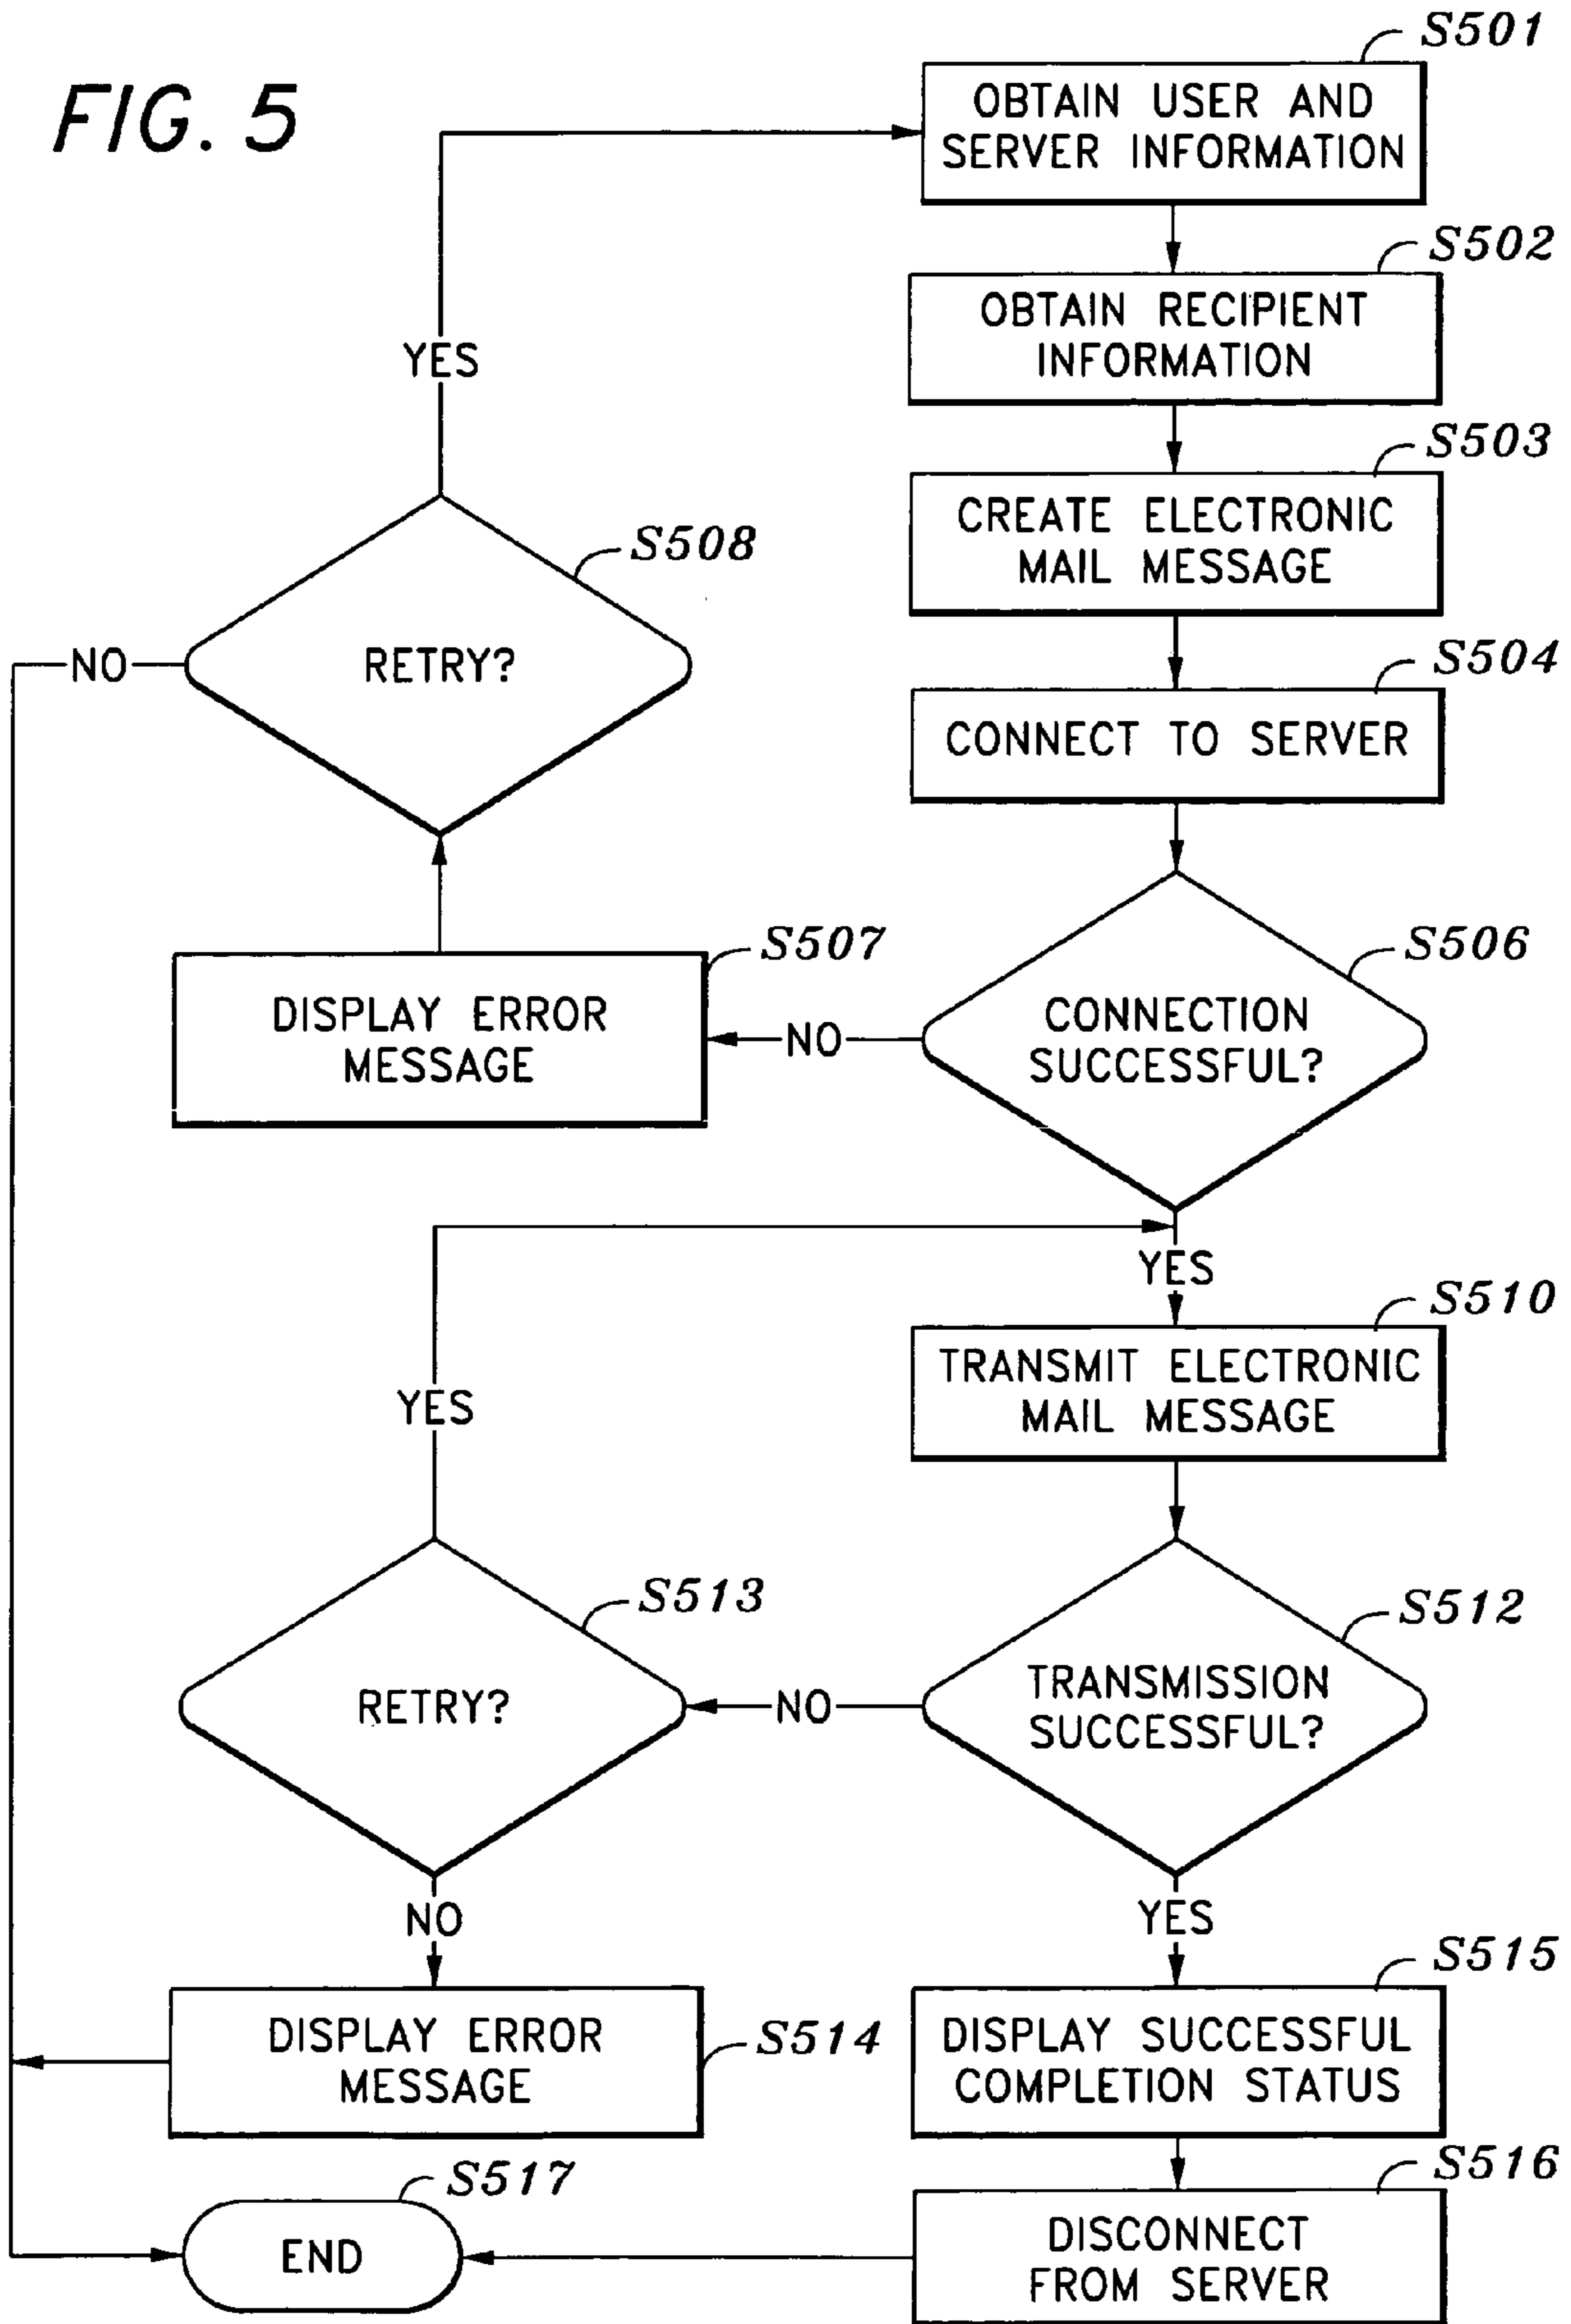 FIG. 5
S501
OBTAIN USER AND
SERVER INFORMATION
S502
OBTAIN RECIPIENT
INFORMATION
YES
S503
CREATE ELECTRONIC
MAIL MESSAGE
S508
RETRY?
NO
S504
CONNECT TO SERVER
S507
DISPLAY ERROR
MESSAGE
NO
S506
CONNECTION
SUCCESSFUL?
YES
S510
TRANSMIT ELECTRONIC
MAIL MESSAGE
YES
S513
RETRY?
NO
S512
TRANSMISSION
SUCCESSFUL?
NO
YES
S515
DISPLAY SUCCESSFUL
COMPLETION STATUS
DISPLAY ERROR
MESSAGE
S514
S517
END
S516
DISCONNECT
FROM SERVER